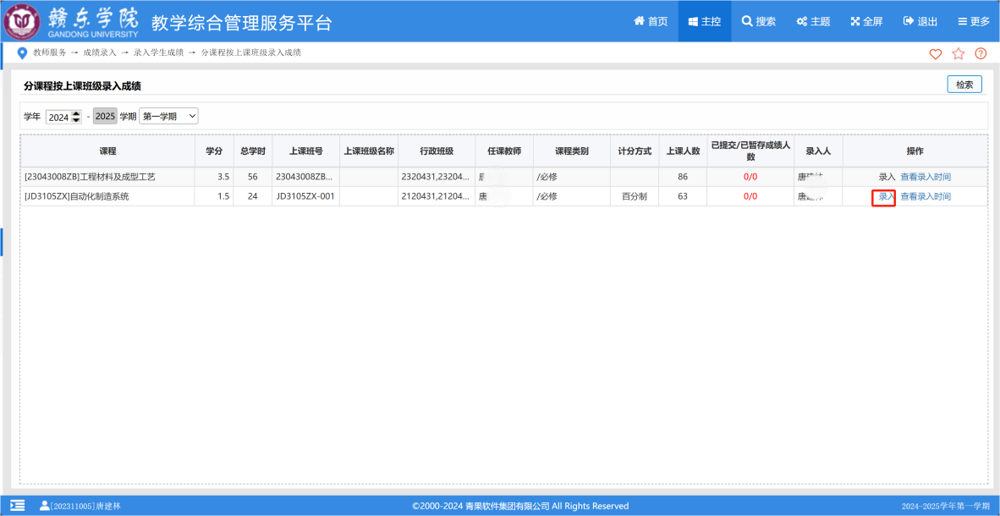 赣东学院 教学综合管理服务平台 首页 主控 搜索 主题 全屏 退出 更多
GANDONG UNIVERSITY
教师服务 → 成绩录入 → 录入学生成绩 → 分课程按上课班级录入成绩
分课程按上课班级录入成绩 检索
学年 2024 - 2025 学期 第一学期
课程 学分 总学时 上课班号 上课班级名称 行政班级 任课教师 课程类别 计分方式 上课人数 已提交/已暂存成绩人数 录入人 操作
[23043008ZB]工程材料及成型工艺 3.5 56 23043008ZB... 2320431,23204... /必修 86 0/0 唐 录入 查看录入时间
[JD3105ZX]自动化制造系统 1.5 24 JD3105ZX-001 2120431,21204... 唐 /必修 百分制 63 0/0 唐 录入 查看录入时间
[202311005]唐建林 ©2000-2024 青果软件集团有限公司 All Rights Reserved 2024-2025学年第一学期